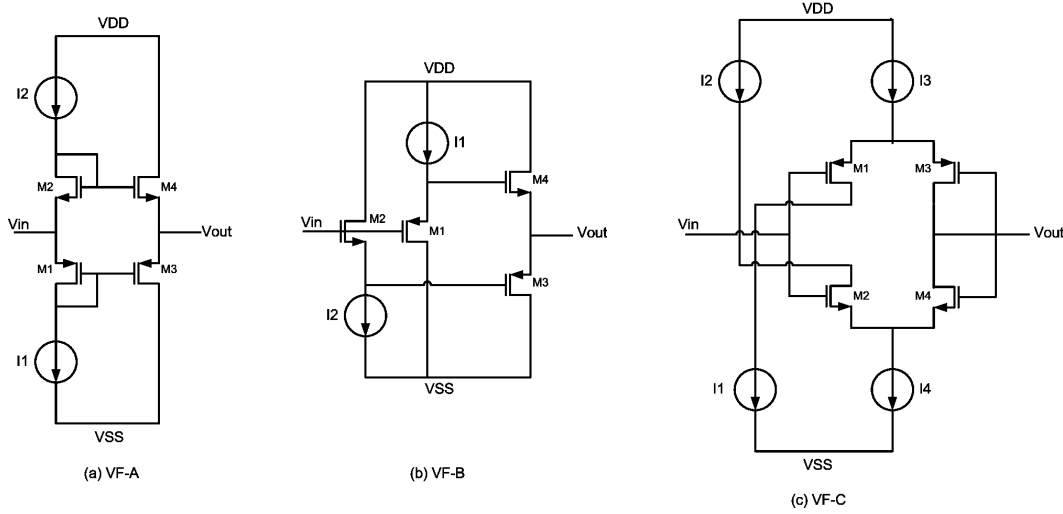 VDD
I2
M2
M4
Vin
Vout
M1
M3
I1
VSS
(a) VF-A
VDD
I1
M4
Vin
M2
M1
Vout
M3
I2
VSS
(b) VF-B
VDD
I2
I3
M1
M3
Vin
Vout
M2
M4
I1
I4
VSS
(c) VF-C